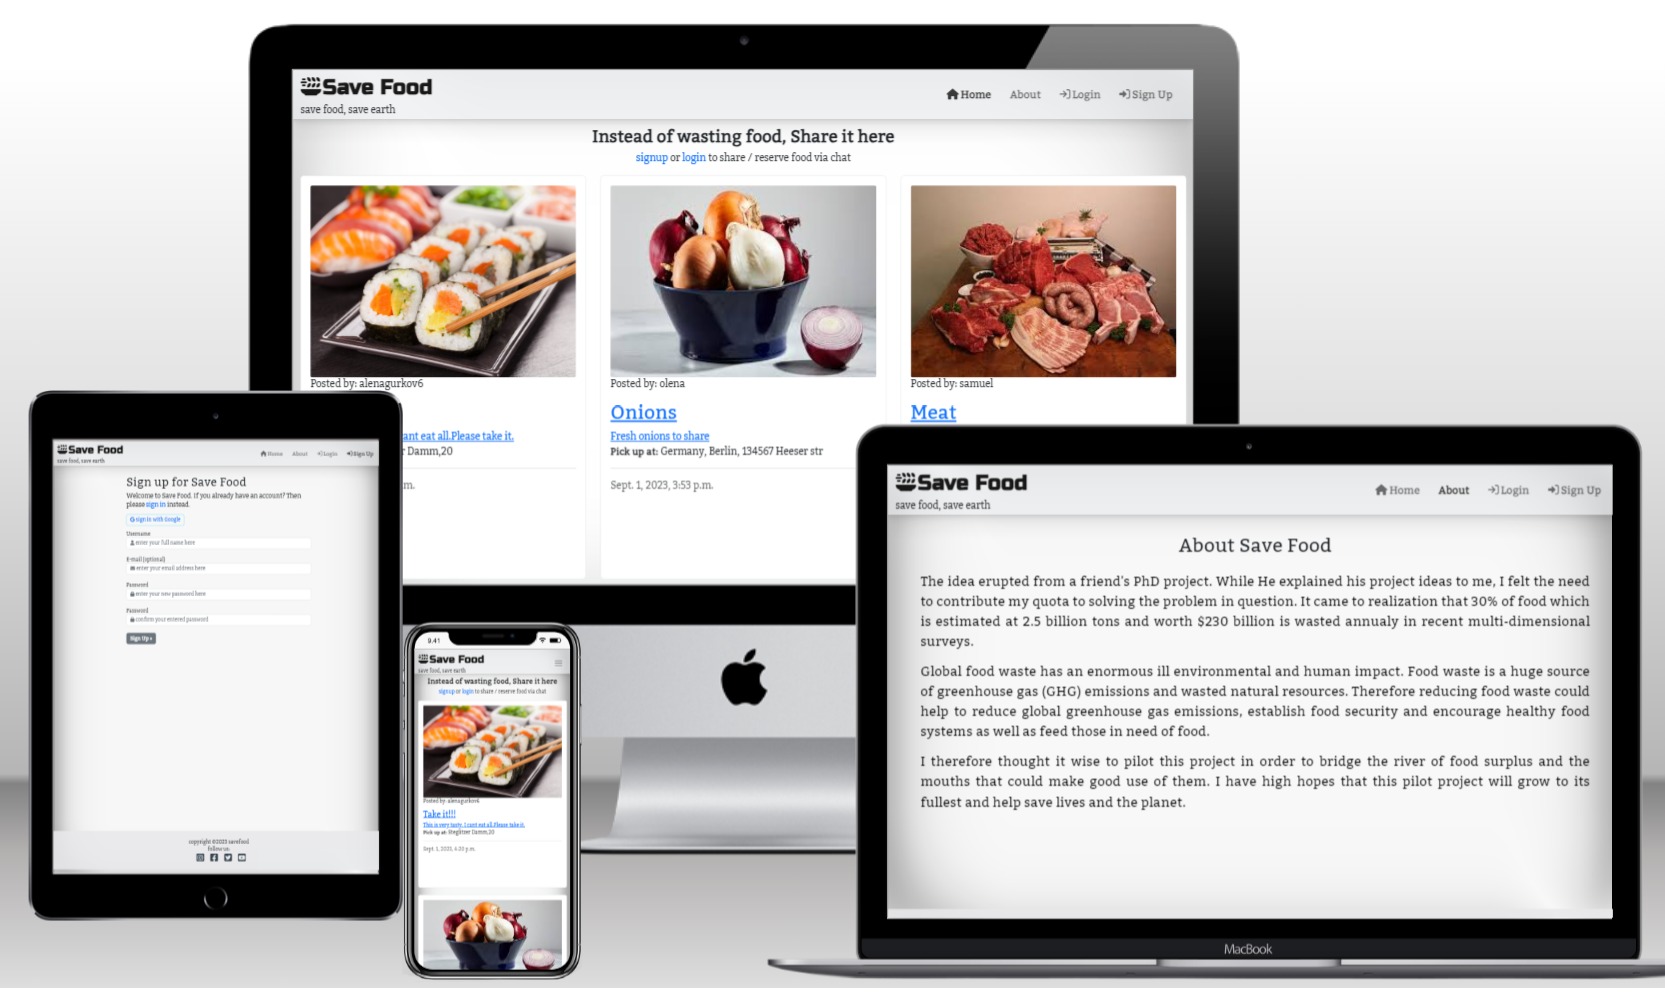 Save Food
save food, save earth
Home About Login Sign Up
Instead of wasting food, Share it here
signup or login to share / reserve food via chat
Posted by: alenagurkov6
ant eat all.Please take it.
r Damm,20
m.
Posted by: olena
Onions
Fresh onions to share
Pick up at: Germany, Berlin, 134567 Heeser str
Sept. 1, 2023, 3:53 p.m.
Posted by: samuel
Meat
Save Food
save food, save earth
Home About Login Sign Up
Sign up for Save Food
Welcome to Save Food. If you already have an account? Then
please sign in instead.
sign in with Google
Username
enter your full name here
E-mail (optional)
enter your email address here
Password
enter your new password here
Password
confirm your entered password
Sign Up »
copyright ©2023 savefood
follow us:
9.41
Save Food
save food, save earth
Instead of wasting food, Share it here
signup or login to share / reserve food via chat
Posted by: alenagurkov6
Take it!!!
This is very tasty. I cant eat all.Please take it.
Pick up at: Steglitzer Damm,20
Sept. 1, 2023, 4:20 p.m.
Save Food
save food, save earth
Home About Login Sign Up
About Save Food
The idea erupted from a friend's PhD project. While He explained his project ideas to me, I felt the need
to contribute my quota to solving the problem in question. It came to realization that 30% of food which
is estimated at 2.5 billion tons and worth $230 billion is wasted annualy in recent multi-dimensional
surveys.
Global food waste has an enormous ill environmental and human impact. Food waste is a huge source
of greenhouse gas (GHG) emissions and wasted natural resources. Therefore reducing food waste could
help to reduce global greenhouse gas emissions, establish food security and encourage healthy food
systems as well as feed those in need of food.
I therefore thought it wise to pilot this project in order to bridge the river of food surplus and the
mouths that could make good use of them. I have high hopes that this pilot project will grow to its
fullest and help save lives and the planet.
MacBook